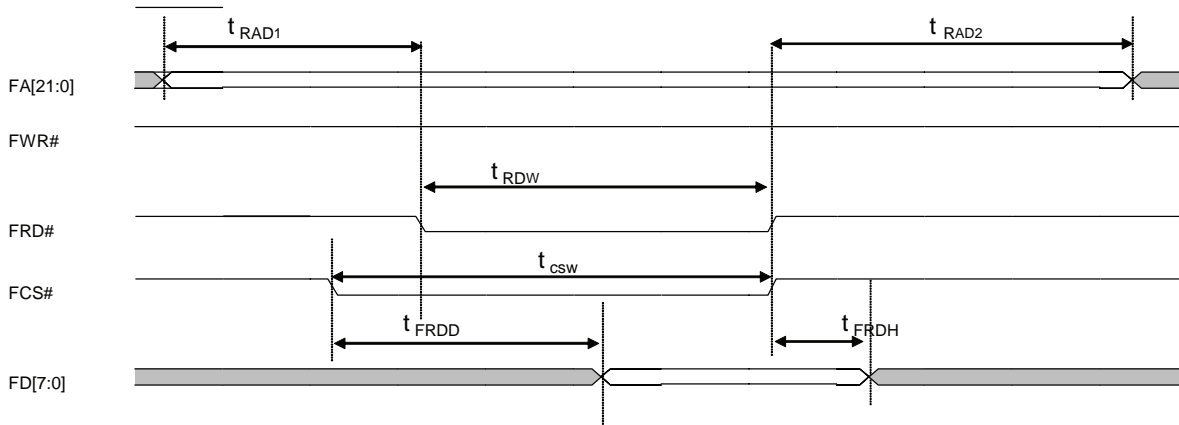 t RAD1
t RAD2
FA[21:0]
FWR#
t RDW
FRD#
t csw
FCS#
t FRDD
t FRDH
FD[7:0]